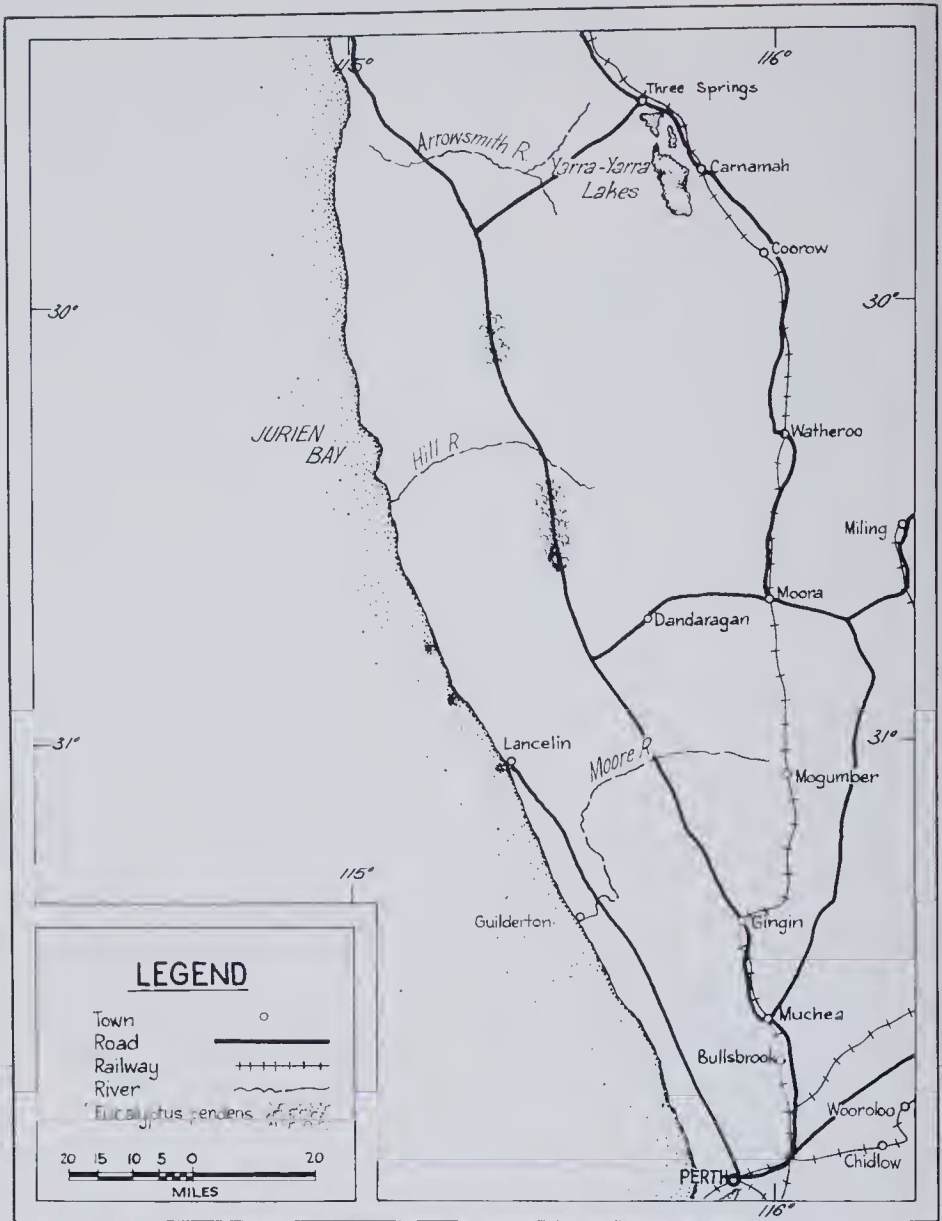 115°
116°
Three Springs
Arrowsmith R.
Yarra-Yarra
Lakes
Carnamah
Coorow
30°
30°
JURIEN
BAY
Hill R.
Watheroo
Miling
Moora
Dandaragan
31°
31°
Lancelin
Moore R.
Mogumber
115°
Guilderton
Gingin
LEGEND
Town
Road
Railway
River
Eucalyptus pendens
Muchea
Bullsbrook
Wooroloo
Chidlow
PERTH
20 15 10 5 0 20
MILES
116°